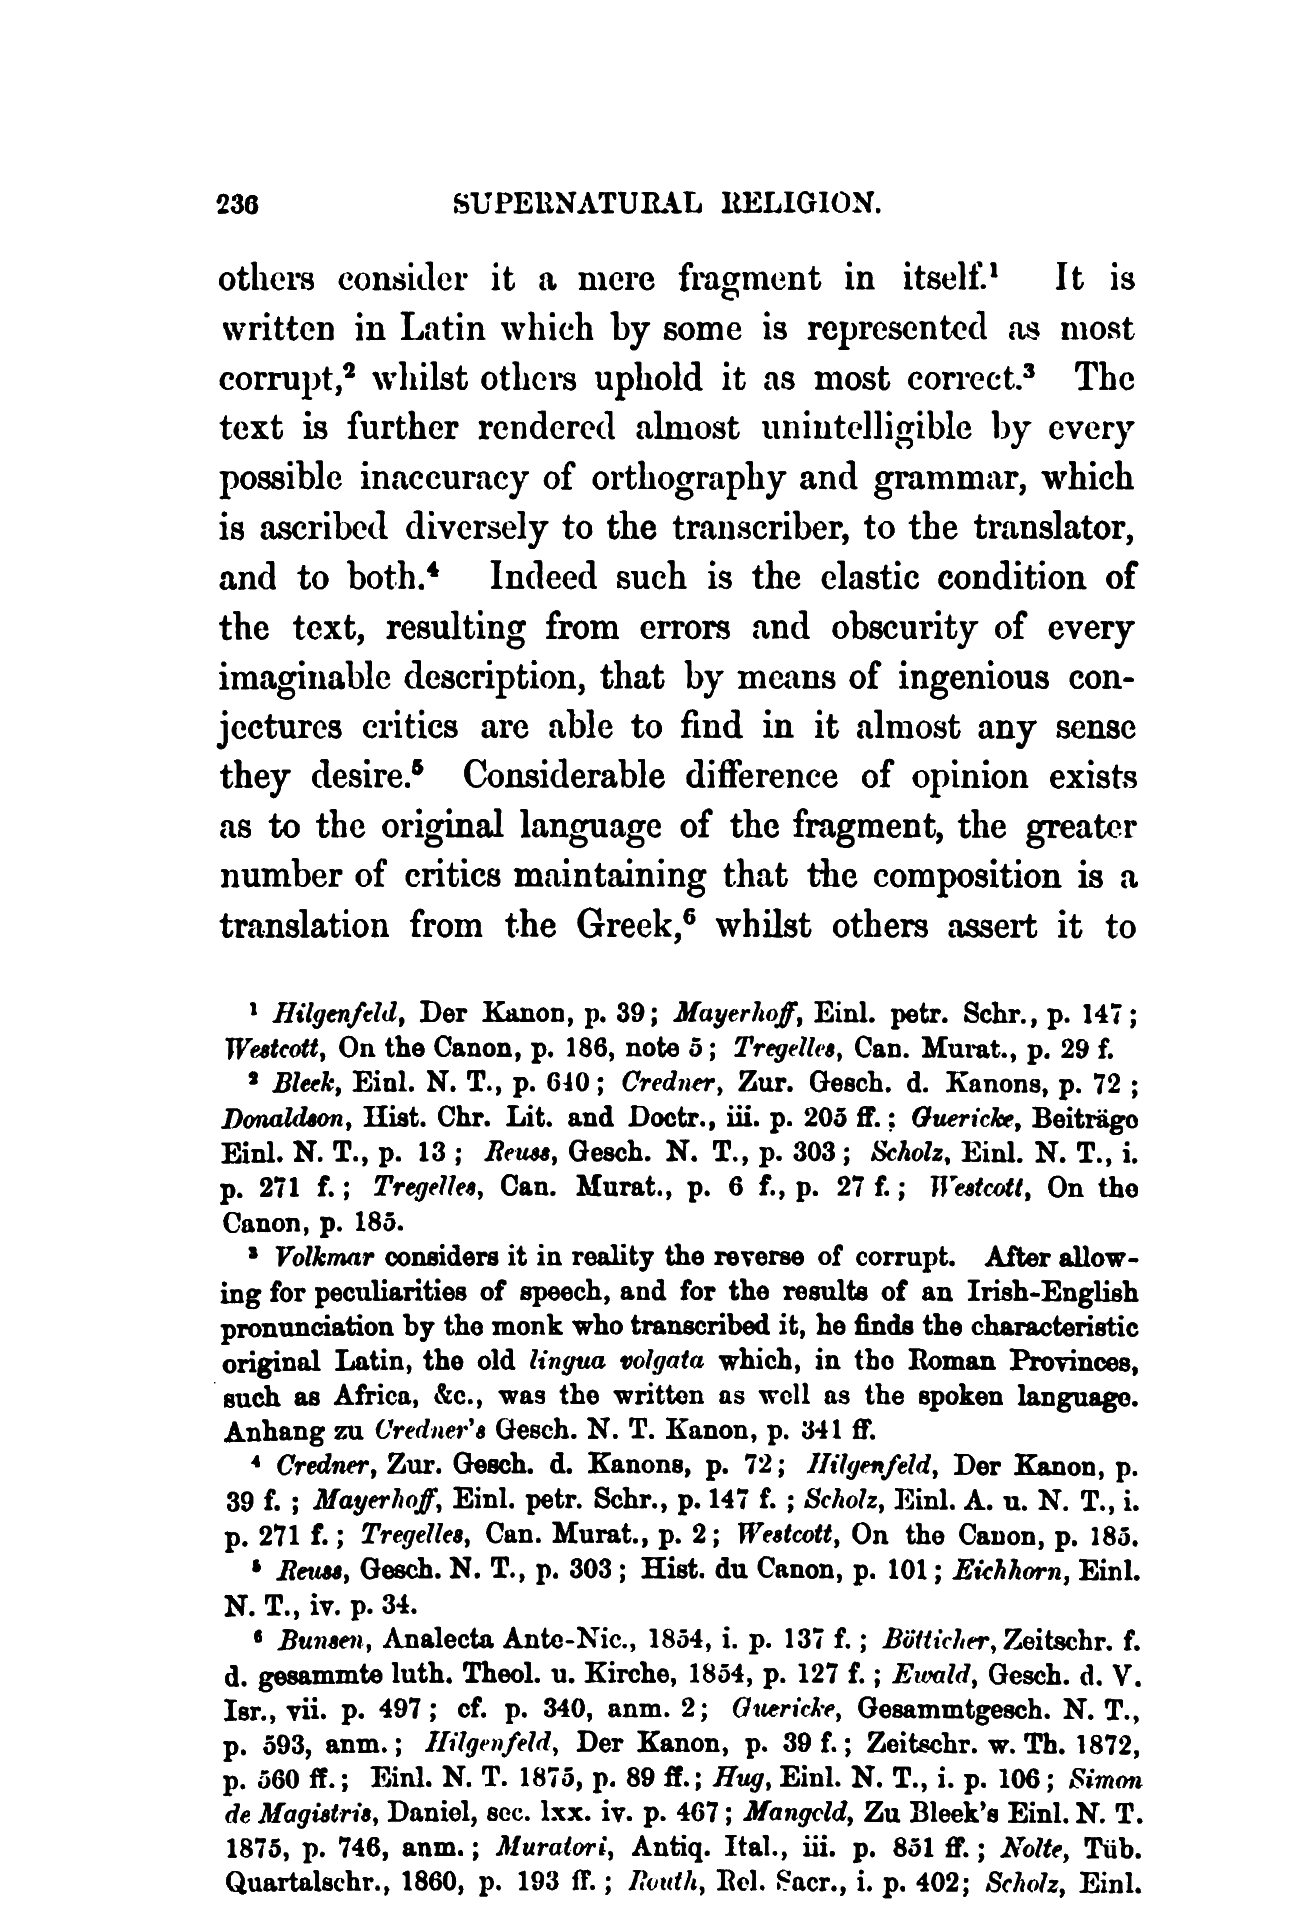 236 SUPERNATURAL RELIGION.
others consider it a mere fragment in itself.¹ It is
written in Latin which by some is represented as most
corrupt,² whilst others uphold it as most correct.³ The
text is further rendered almost unintelligible by every
possible inaccuracy of orthography and grammar, which
is ascribed diversely to the transcriber, to the translator,
and to both.⁴ Indeed such is the elastic condition of
the text, resulting from errors and obscurity of every
imaginable description, that by means of ingenious con-
jectures critics are able to find in it almost any sense
they desire.⁵ Considerable difference of opinion exists
as to the original language of the fragment, the greater
number of critics maintaining that the composition is a
translation from the Greek,⁶ whilst others assert it to
¹ Hilgenfeld, Der Kanon, p. 39; Mayerhoff, Einl. petr. Schr., p. 147;
Westcott, On the Canon, p. 186, note 5; Tregelles, Can. Murat., p. 29 f.
² Bleek, Einl. N. T., p. 640; Credner, Zur. Gesch. d. Kanons, p. 72;
Donaldson, Hist. Chr. Lit. and Doctr., iii. p. 205 ff.; Guericke, Beiträge
Einl. N. T., p. 13; Reuss, Gesch. N. T., p. 303; Scholz, Einl. N. T., i.
p. 271 f.; Tregelles, Can. Murat., p. 6 f., p. 27 f.; Westcott, On the
Canon, p. 185.
³ Volkmar considers it in reality the reverse of corrupt. After allow-
ing for peculiarities of speech, and for the results of an Irish-English
pronunciation by the monk who transcribed it, he finds the characteristic
original Latin, the old lingua volgata which, in the Roman Provinces,
such as Africa, &c., was the written as well as the spoken language.
Anhang zu Credner's Gesch. N. T. Kanon, p. 341 ff.
⁴ Credner, Zur. Gesch. d. Kanons, p. 72; Hilgenfeld, Der Kanon, p.
39 f.; Mayerhoff, Einl. petr. Schr., p. 147 f.; Scholz, Einl. A. u. N. T., i.
p. 271 f.; Tregelles, Can. Murat., p. 2; Westcott, On the Canon, p. 185.
⁵ Reuss, Gesch. N. T., p. 303; Hist. du Canon, p. 101; Eichhorn, Einl.
N. T., iv. p. 34.
⁶ Bunsen, Analecta Ante-Nic., 1854, i. p. 137 f.; Bötticher, Zeitschr. f.
d. gesammte luth. Theol. u. Kirche, 1854, p. 127 f.; Ewald, Gesch. d. V.
Isr., vii. p. 497; cf. p. 340, anm. 2; Guericke, Gesammtgesch. N. T.,
p. 593, anm.; Hilgenfeld, Der Kanon, p. 39 f.; Zeitschr. w. Th. 1872,
p. 560 ff.; Einl. N. T. 1875, p. 89 ff.; Hug, Einl. N. T., i. p. 106; Simon
de Magistris, Daniel, sec. lxx. iv. p. 467; Mangold, Zu Bleek's Einl. N. T.
1875, p. 746, anm.; Muratori, Antiq. Ital., iii. p. 851 ff.; Nolte, Tüb.
Quartalschr., 1860, p. 193 ff.; Routh, Rel. Sacr., i. p. 402; Scholz, Einl.